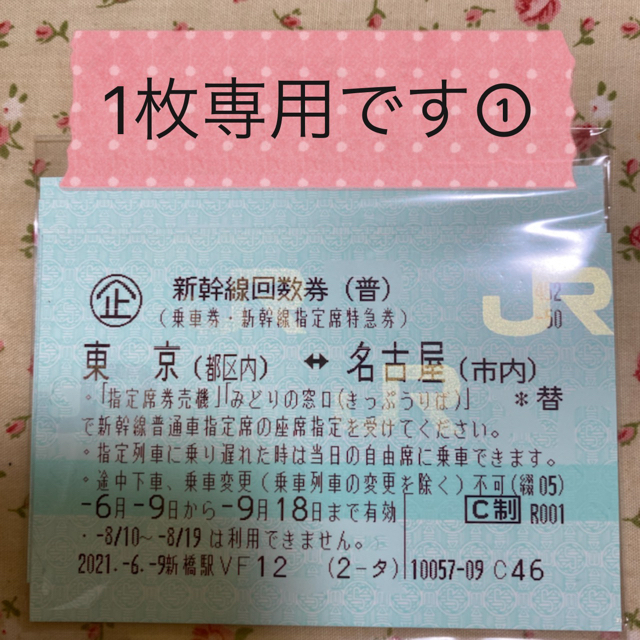 1枚専用です①
企 新幹線回数券(普)
(乗車券・新幹線指定席特急券)
JR
東 京(都区内) ↔ 名古屋(市内)
・「指定席券売機」「みどりの窓口(きっぷうりば)」 *替
で新幹線普通車指定席の座席指定を受けてください。
・指定列車に乗り遅れた時は当日の自由席に乗車できます。
・途中下車、乗車変更(乗車列車の変更を除く)不可(綴05)
-6月-9日から-9月18日まで有効 C制 R001
・-8/10~-8/19は利用できません。
2021.-6.-9新橋駅VF12 (2-タ) 10057-09 C46